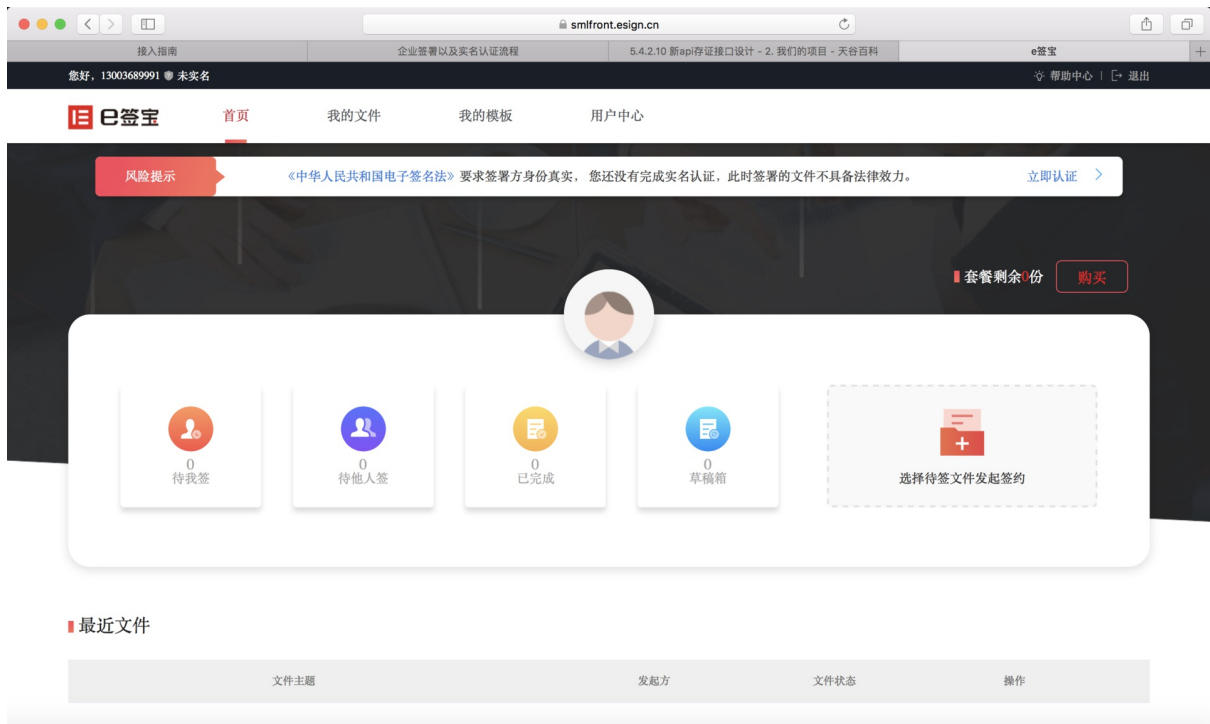 smlfront.esign.cn
接入指南
企业签署以及实名认证流程
5.4.2.10 新api存证接口设计 - 2. 我们的项目 - 天谷百科
e签宝
您好，13003689991 未实名
帮助中心 | 退出
e签宝
首页
我的文件
我的模板
用户中心
风险提示
《中华人民共和国电子签名法》要求签署方身份真实， 您还没有完成实名认证，此时签署的文件不具备法律效力。
立即认证
套餐剩余0份
购买
0
待我签
0
待他人签
0
已完成
0
草稿箱
选择待签文件发起签约
最近文件
文件主题
发起方
文件状态
操作